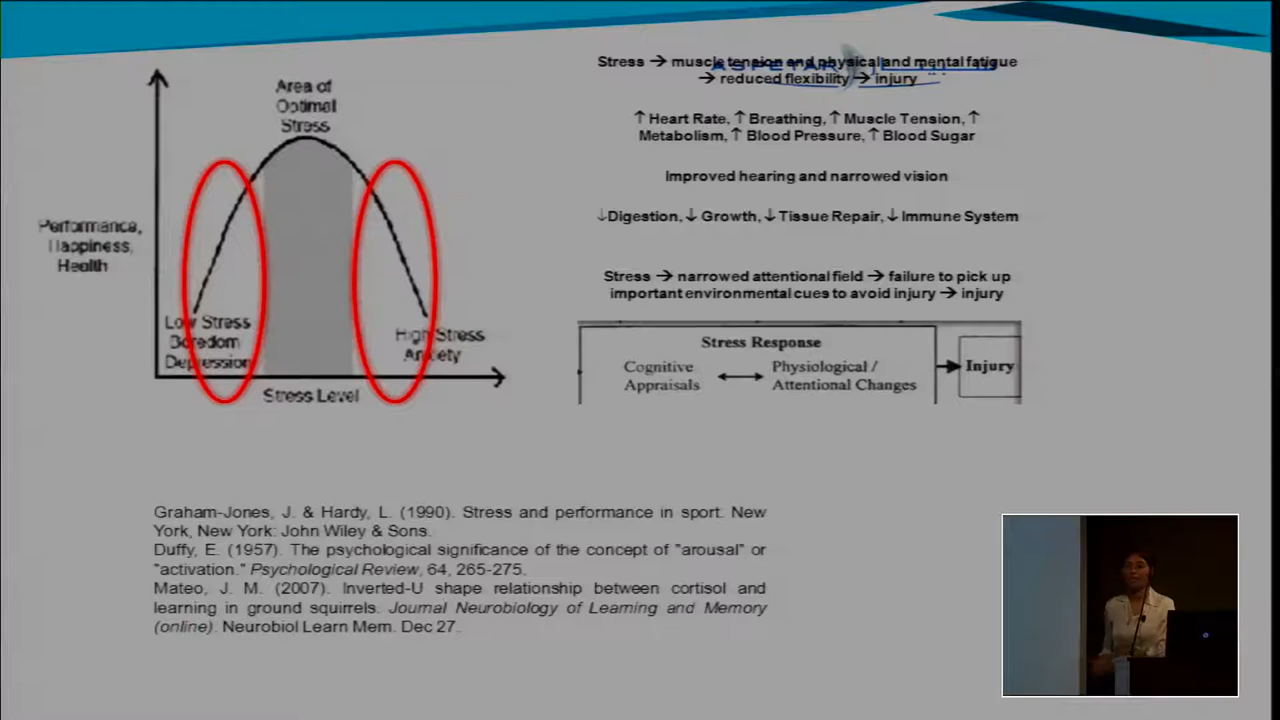 Area of
Optimal
Stress
Performance,
Happiness,
Health
Low Stress
Boredom
Depression
High Stress
Anxiety
Stress Level
Stress → muscle tension and physical and mental fatigue
→ reduced flexibility → injury
ASPETAR
↑ Heart Rate, ↑ Breathing, ↑ Muscle Tension, ↑
Metabolism, ↑ Blood Pressure, ↑ Blood Sugar
Improved hearing and narrowed vision
↓Digestion, ↓ Growth, ↓ Tissue Repair, ↓ Immune System
Stress → narrowed attentional field → failure to pick up
important environmental cues to avoid injury → injury
Stress Response
Cognitive
Appraisals
Physiological /
Attentional Changes
Injury
Graham-Jones, J. & Hardy, L. (1990). Stress and performance in sport. New
York, New York: John Wiley & Sons.
Duffy, E. (1957). The psychological significance of the concept of "arousal" or
"activation." Psychological Review, 64, 265-275.
Mateo, J. M. (2007). Inverted-U shape relationship between cortisol and
learning in ground squirrels. Journal Neurobiology of Learning and Memory
(online). Neurobiol Learn Mem. Dec 27.